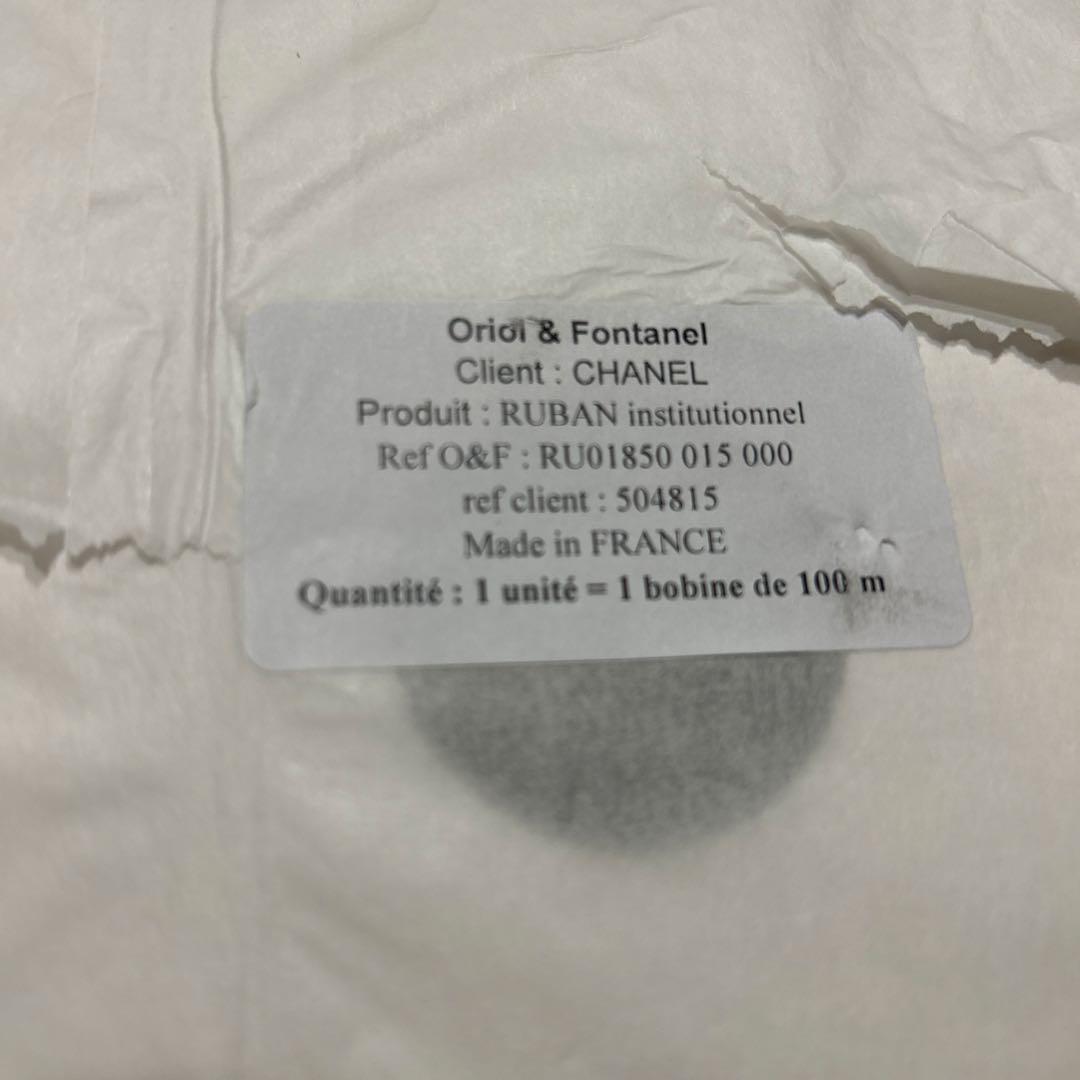 Oriol & Fontanel
Client : CHANEL
Produit : RUBAN institutionnel
Ref O&F : RU01850 015 000
ref client : 504815
Made in FRANCE
Quantité : 1 unité = 1 bobine de 100 m